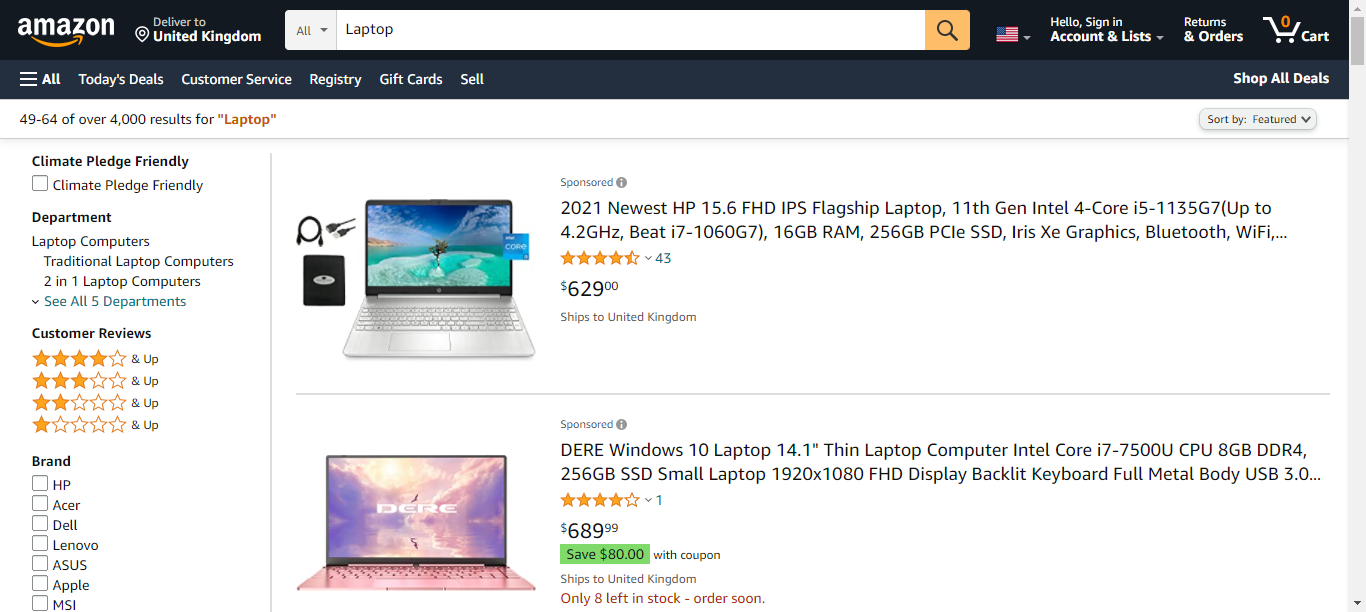 amazon
Deliver to
United Kingdom
All
Laptop
Hello, Sign in
Account & Lists
Returns
& Orders
0
Cart
All
Today's Deals
Customer Service
Registry
Gift Cards
Sell
Shop All Deals
49-64 of over 4,000 results for "Laptop"
Sort by: Featured
Climate Pledge Friendly
Climate Pledge Friendly
Department
Laptop Computers
Traditional Laptop Computers
2 in 1 Laptop Computers
See All 5 Departments
Customer Reviews
& Up
& Up
& Up
& Up
Brand
HP
Acer
Dell
Lenovo
ASUS
Apple
MSI
Sponsored
2021 Newest HP 15.6 FHD IPS Flagship Laptop, 11th Gen Intel 4-Core i5-1135G7(Up to
4.2GHz, Beat i7-1060G7), 16GB RAM, 256GB PCIe SSD, Iris Xe Graphics, Bluetooth, WiFi,...
43
$62900
Ships to United Kingdom
CORE
Sponsored
DERE Windows 10 Laptop 14.1" Thin Laptop Computer Intel Core i7-7500U CPU 8GB DDR4,
256GB SSD Small Laptop 1920x1080 FHD Display Backlit Keyboard Full Metal Body USB 3.0...
1
$68999
Save $80.00 with coupon
Ships to United Kingdom
Only 8 left in stock - order soon.
DERE